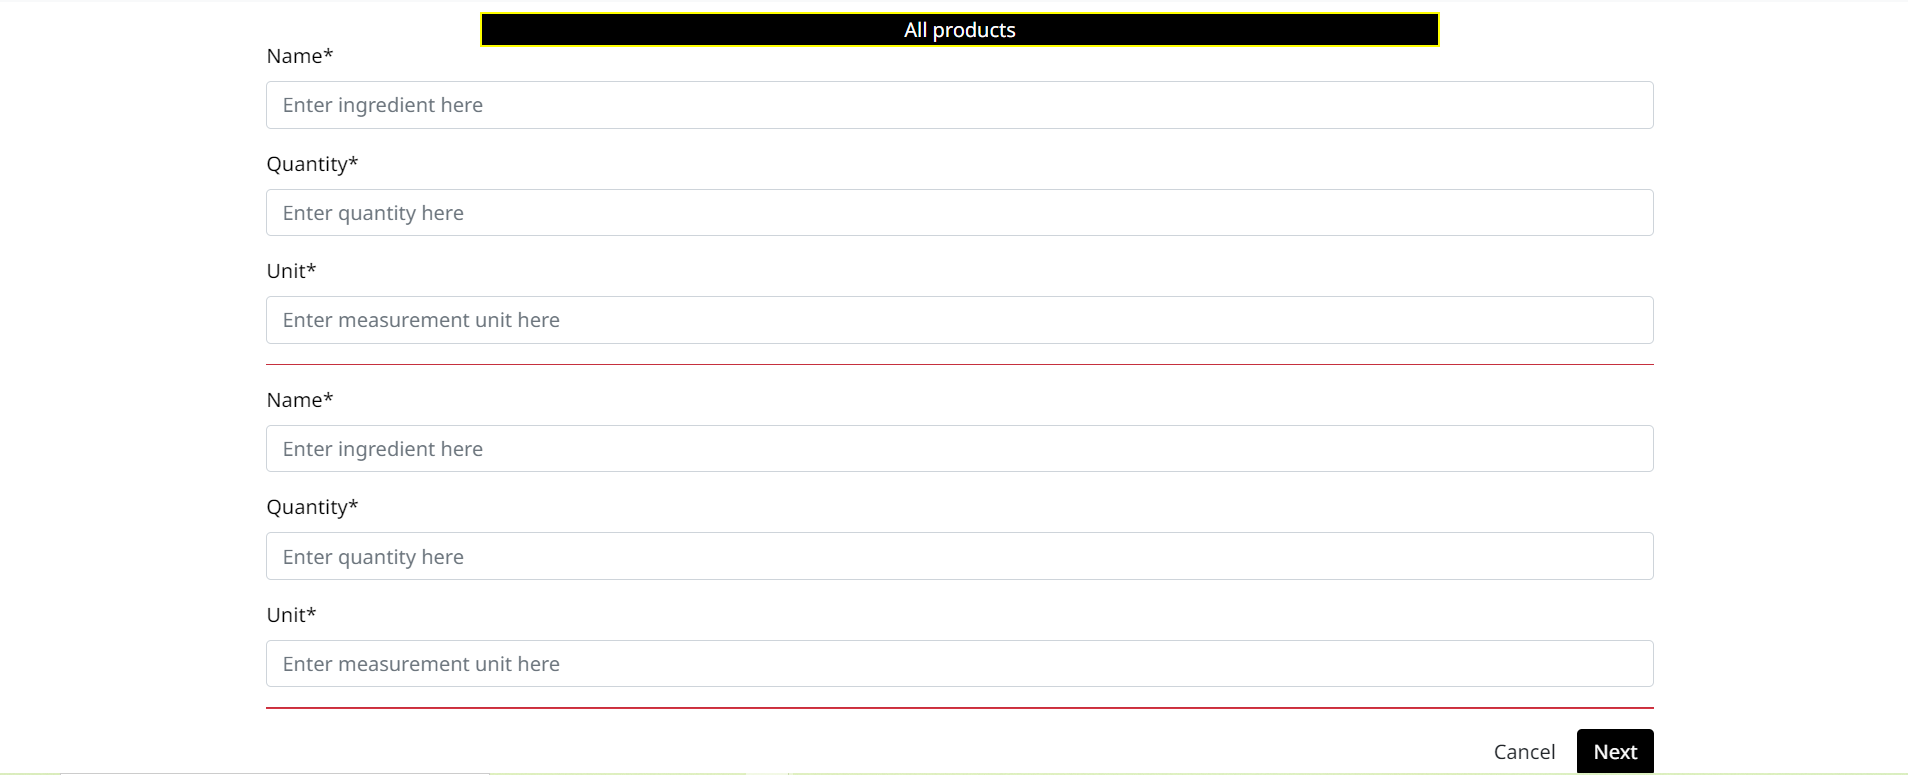 All products
Name*
Enter ingredient here
Quantity*
Enter quantity here
Unit*
Enter measurement unit here
Name*
Enter ingredient here
Quantity*
Enter quantity here
Unit*
Enter measurement unit here
Cancel Next